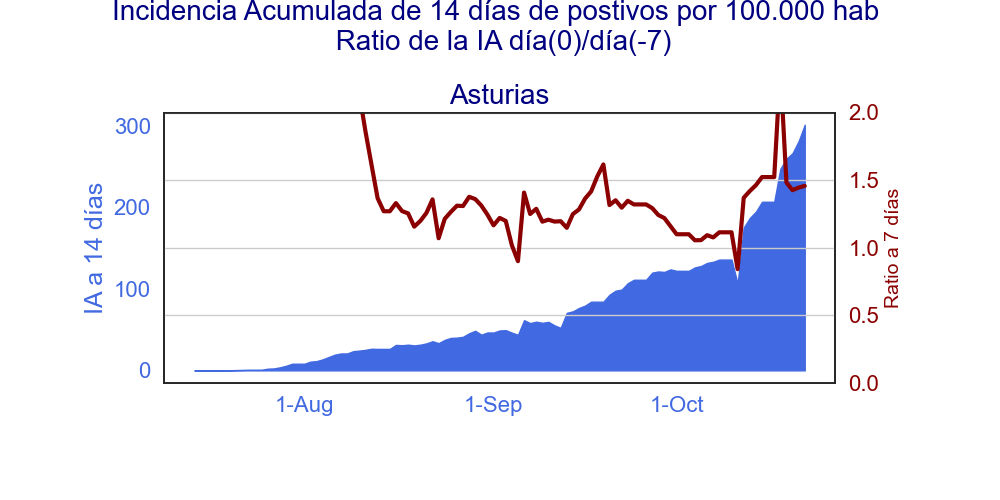 Incidencia Acumulada de 14 días de postivos por 100.000 hab
Ratio de la IA día(0)/día(-7)
Asturias
300
200
100
0
IA a 14 días
2.0
1.5
1.0
0.5
0.0
Ratio a 7 días
1-Aug
1-Sep
1-Oct